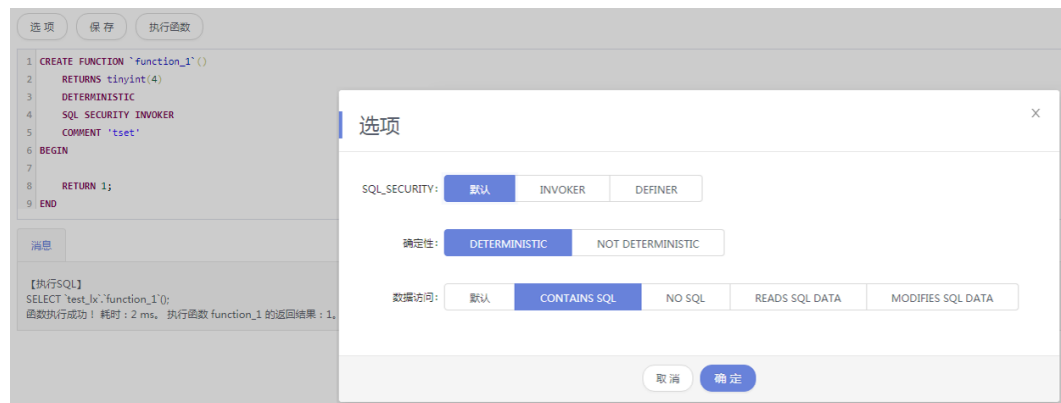 选 项 保 存 执行函数
1 CREATE FUNCTION `function_1`()
2 RETURNS tinyint(4)
3 DETERMINISTIC
4 SQL SECURITY INVOKER
5 COMMENT 'tset'
6 BEGIN
7
8 RETURN 1;
9 END
消息
【执行SQL】
SELECT `test_lx`.`function_1`();
函数执行成功！ 耗时：2 ms。 执行函数 function_1 的返回结果：1。
选项 ×
SQL_SECURITY: 默认 INVOKER DEFINER
确定性: DETERMINISTIC NOT DETERMINISTIC
数据访问: 默认 CONTAINS SQL NO SQL READS SQL DATA MODIFIES SQL DATA
取 消 确 定